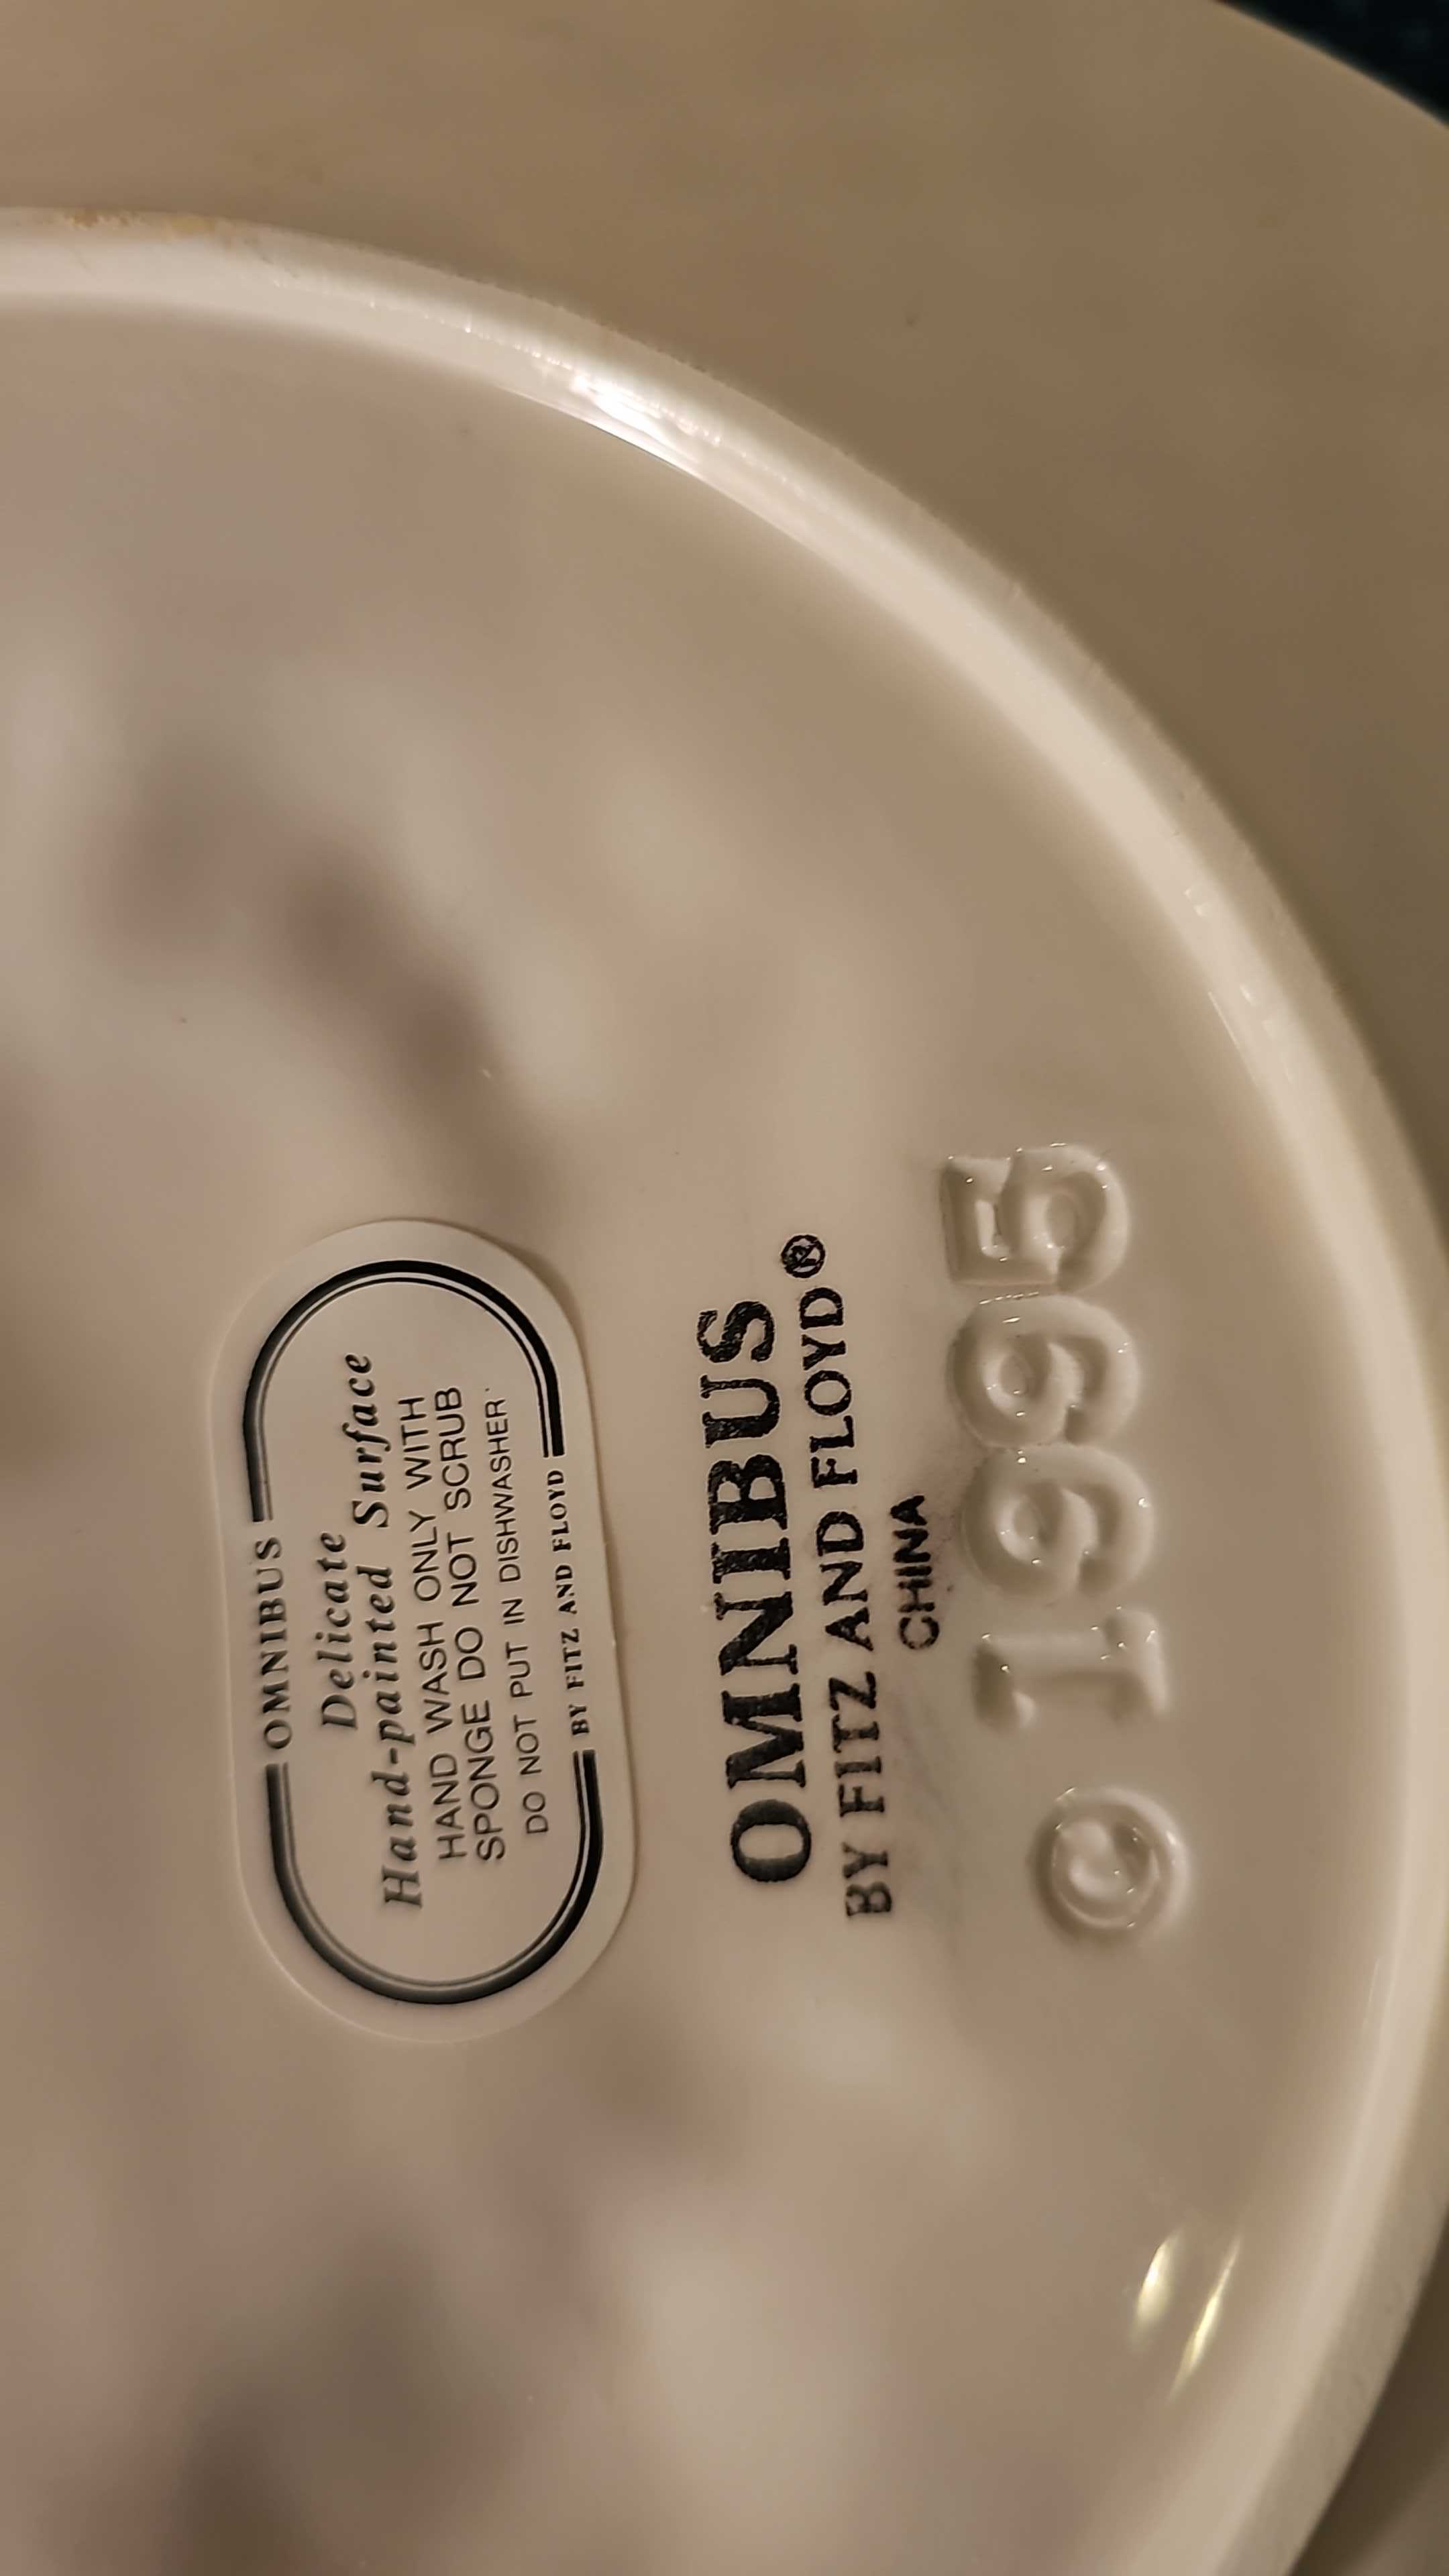 OMNIBUS
Delicate
Hand-painted Surface
HAND WASH ONLY WITH
SPONGE DO NOT SCRUB
DO NOT PUT IN DISHWASHER
BY FITZ AND FLOYD
OMNIBUS
BY FITZ AND FLOYD®
CHINA
© 1995